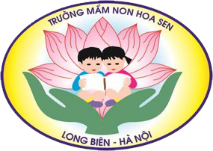 TRƯỜNG MẦM NON HOA SEN
LONG BIÊN - HÀ NỘI